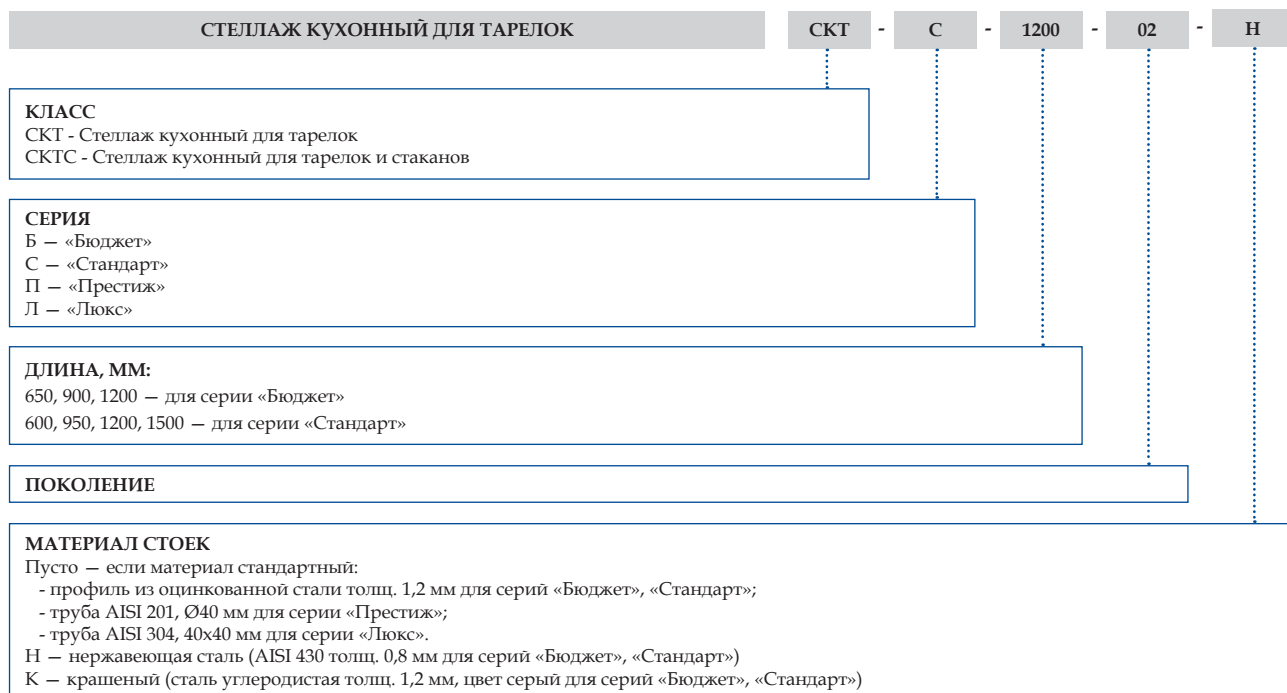 СТЕЛЛАЖ КУХОННЫЙ ДЛЯ ТАРЕЛОК СКТ - С - 1200 - 02 - Н
КЛАСС
СКТ - Стеллаж кухонный для тарелок
СКТС - Стеллаж кухонный для тарелок и стаканов
СЕРИЯ
Б — «Бюджет»
С — «Стандарт»
П — «Престиж»
Л — «Люкс»
ДЛИНА, ММ:
650, 900, 1200 — для серии «Бюджет»
600, 950, 1200, 1500 — для серии «Стандарт»
ПОКОЛЕНИЕ
МАТЕРИАЛ СТОЕК
Пусто — если материал стандартный:
- профиль из оцинкованной стали толщ. 1,2 мм для серий «Бюджет», «Стандарт»;
- труба AISI 201, Ø40 мм для серии «Престиж»;
- труба AISI 304, 40х40 мм для серии «Люкс».
Н — нержавеющая сталь (AISI 430 толщ. 0,8 мм для серий «Бюджет», «Стандарт»)
К — крашеный (сталь углеродистая толщ. 1,2 мм, цвет серый для серий «Бюджет», «Стандарт»)